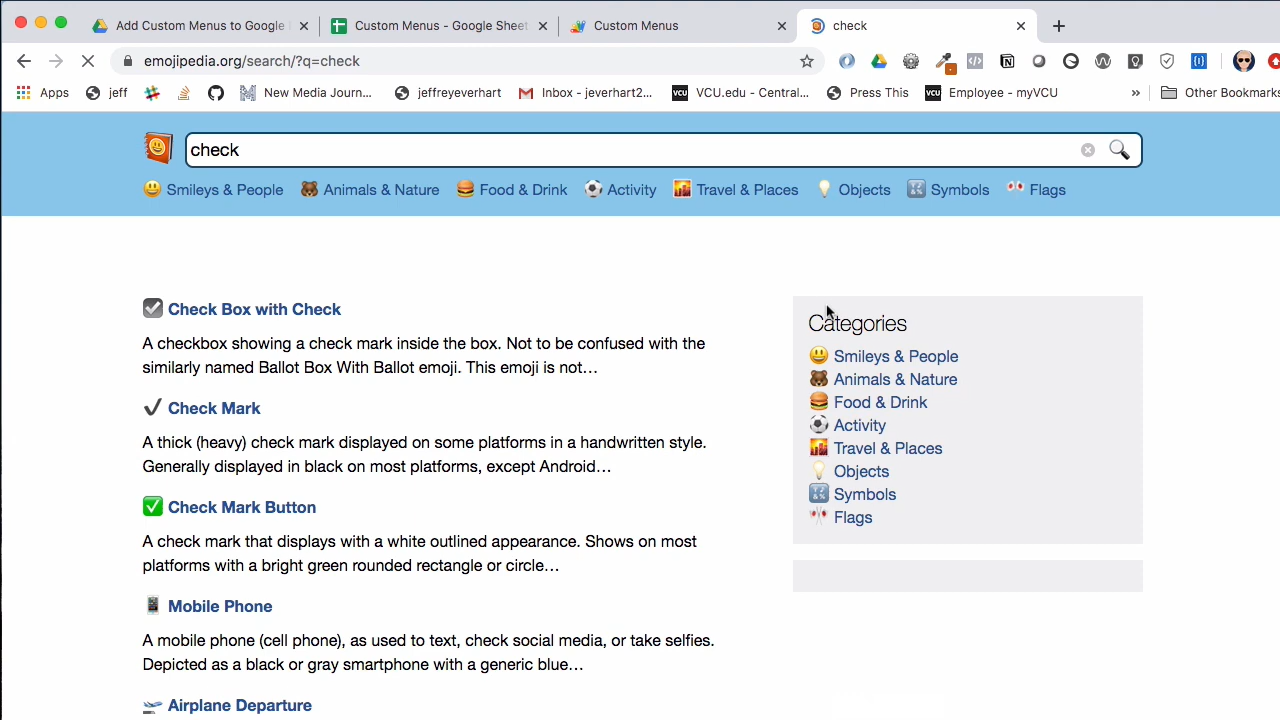 Add Custom Menus to Google
Custom Menus - Google Sheet
Custom Menus
check
emojipedia.org/search/?q=check
Apps
jeff
New Media Journ...
jeffreyeverhart
Inbox - jeverhart2...
VCU VCU.edu - Central...
Press This
VCU Employee - myVCU
»
Other Bookmarks
check
Smileys & People
Animals & Nature
Food & Drink
Activity
Travel & Places
Objects
Symbols
Flags
Check Box with Check
A checkbox showing a check mark inside the box. Not to be confused with the
similarly named Ballot Box With Ballot emoji. This emoji is not...
Check Mark
A thick (heavy) check mark displayed on some platforms in a handwritten style.
Generally displayed in black on most platforms, except Android...
Check Mark Button
A check mark that displays with a white outlined appearance. Shows on most
platforms with a bright green rounded rectangle or circle...
Mobile Phone
A mobile phone (cell phone), as used to text, check social media, or take selfies.
Depicted as a black or gray smartphone with a generic blue...
Airplane Departure
Categories
Smileys & People
Animals & Nature
Food & Drink
Activity
Travel & Places
Objects
Symbols
Flags